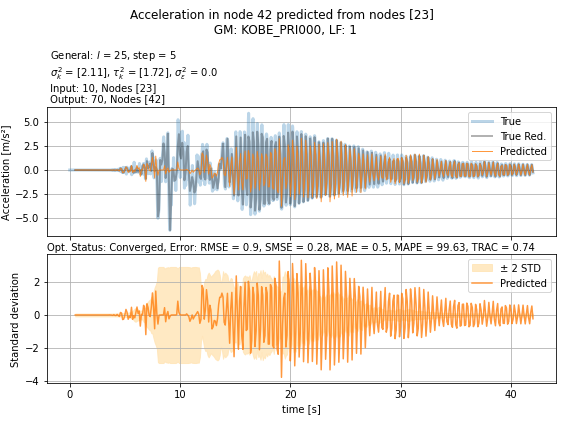 Acceleration in node 42 predicted from nodes [23]
GM: KOBE_PRI000, LF: 1
General: l = 25, step = 5
σ²ₖ = [2.11], τ²ₖ = [1.72], σ²ε = 0.0
Input: 10, Nodes [23]
Output: 70, Nodes [42]
Acceleration [m/s²]
5.0
2.5
0.0
−2.5
−5.0
True
True Red.
Predicted
Opt. Status: Converged, Error: RMSE = 0.9, SMSE = 0.28, MAE = 0.5, MAPE = 99.63, TRAC = 0.74
Standard deviation
2
0
−2
−4
± 2 STD
Predicted
0
10
20
30
40
time [s]